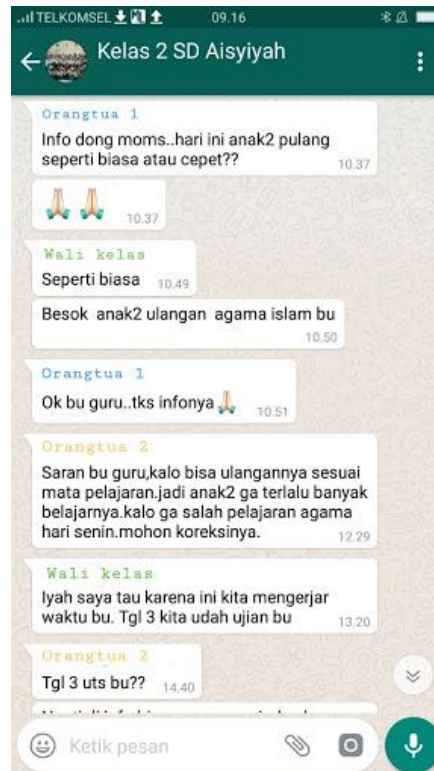 TELKOMSEL 09.16
Kelas 2 SD Aisyiyah
Orangtua 1
Info dong moms..hari ini anak2 pulang
seperti biasa atau cepet??
10.37
10.37
Wali kelas
Seperti biasa 10.49
Besok anak2 ulangan agama islam bu
10.50
Orangtua 1
Ok bu guru..tks infonya 10.51
Orangtua 2
Saran bu guru,kalo bisa ulangannya sesuai
mata pelajaran.jadi anak2 ga terlalu banyak
belajarnya.kalo ga salah pelajaran agama
hari senin.mohon koreksinya. 12.29
Wali kelas
Iyah saya tau karena ini kita mengerjar
waktu bu. Tgl 3 kita udah ujian bu 13.20
Orangtua 2
Tgl 3 uts bu?? 14.40
Ketik pesan